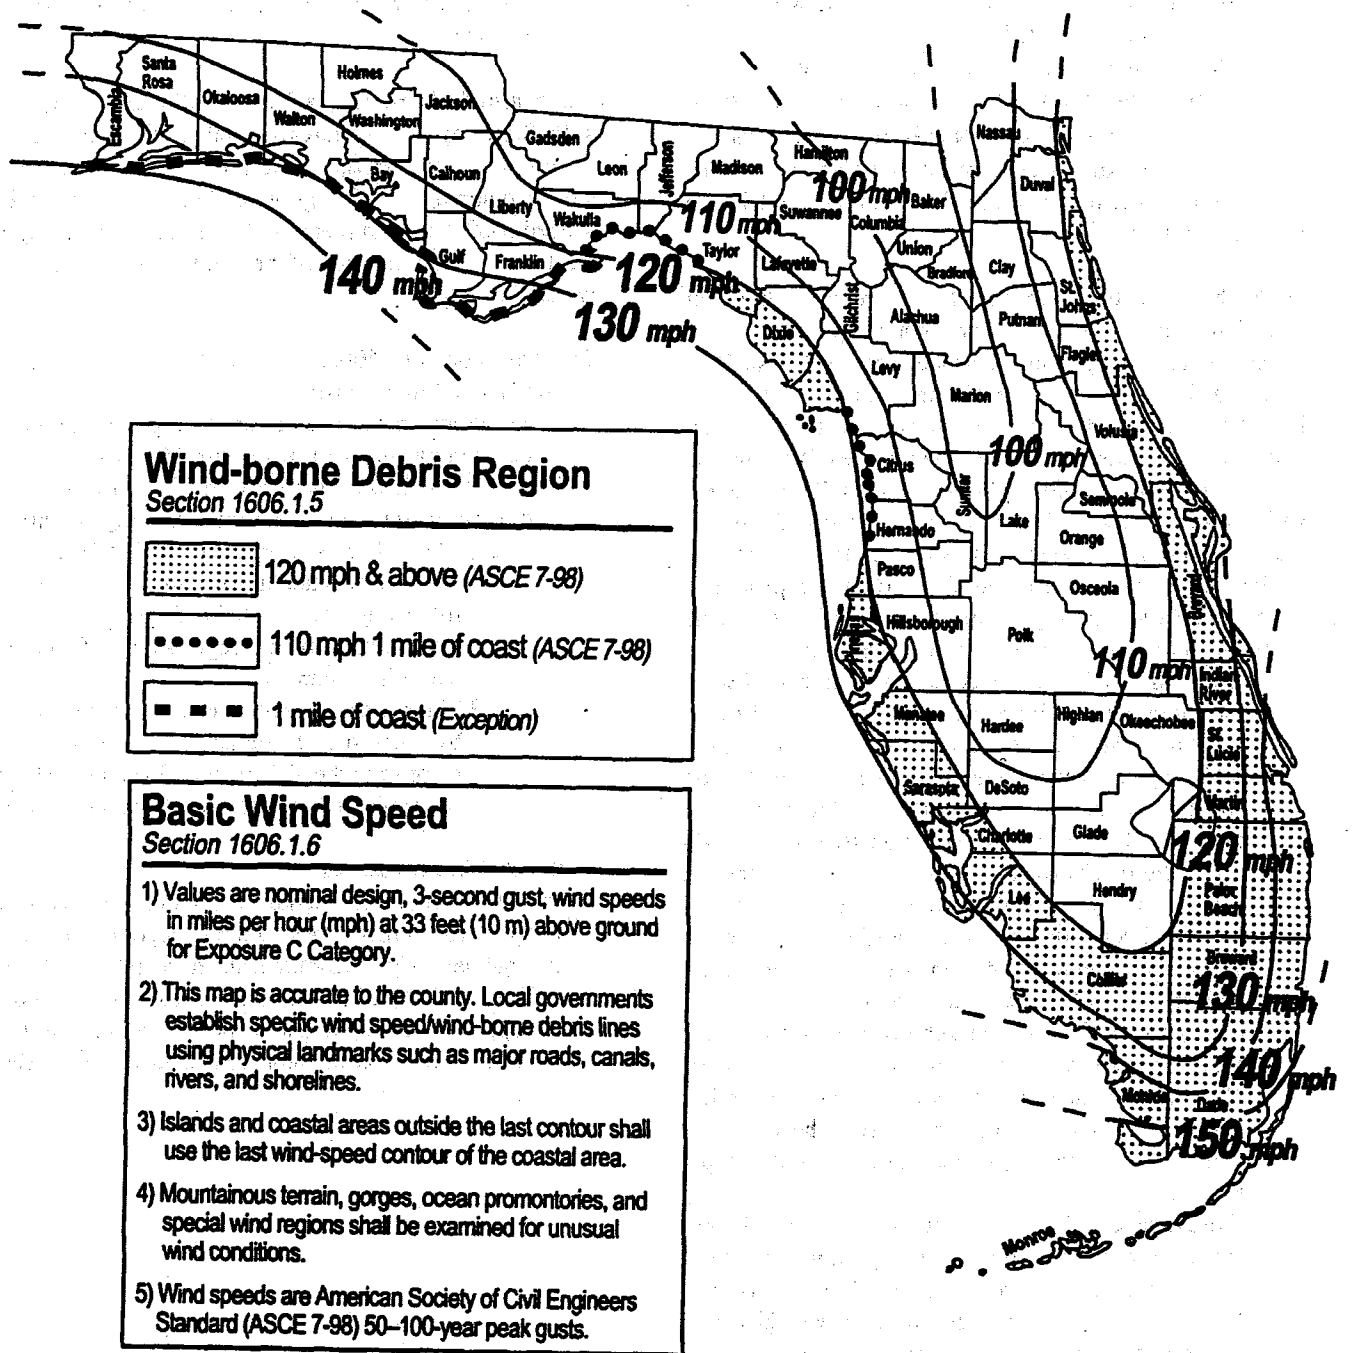 Santa
Rosa
Escambia
Okaloosa
Walton
Holmes
Washington
Jackson
Bay
Calhoun
Gulf
Liberty
Franklin
Gadsden
Leon
Wakulla
Jefferson
Madison
Taylor
Hamilton
Suwannee
Lafayette
Dixie
Columbia
Baker
Nassau
Duval
Union
Bradford
Clay
St.
Johns
Gilchrist
Alachua
Putnam
Flagler
Levy
Marion
Volusia
Citrus
Sumter
Lake
Seminole
Hernando
Orange
Pasco
Osceola
Brevard
Hillsborough
Pinellas
Polk
Indian
River
Manatee
Hardee
Highlan
Okeechobee
St.
Lucie
Sarasota
DeSoto
Martin
Charlotte
Glade
Lee
Hendry
Palm
Beach
Collier
Broward
Monroe
Dade
Monroe
100 mph
110 mph
120 mph
130 mph
140 mph
100 mph
110 mph
120 mph
130 mph
140 mph
150 mph
Wind-borne Debris Region
Section 1606.1.5
120 mph & above (ASCE 7-98)
110 mph 1 mile of coast (ASCE 7-98)
1 mile of coast (Exception)
Basic Wind Speed
Section 1606.1.6
1) Values are nominal design, 3-second gust, wind speeds
in miles per hour (mph) at 33 feet (10 m) above ground
for Exposure C Category.
2) This map is accurate to the county. Local governments
establish specific wind speed/wind-borne debris lines
using physical landmarks such as major roads, canals,
rivers, and shorelines.
3) Islands and coastal areas outside the last contour shall
use the last wind-speed contour of the coastal area.
4) Mountainous terrain, gorges, ocean promontories, and
special wind regions shall be examined for unusual
wind conditions.
5) Wind speeds are American Society of Civil Engineers
Standard (ASCE 7-98) 50–100-year peak gusts.